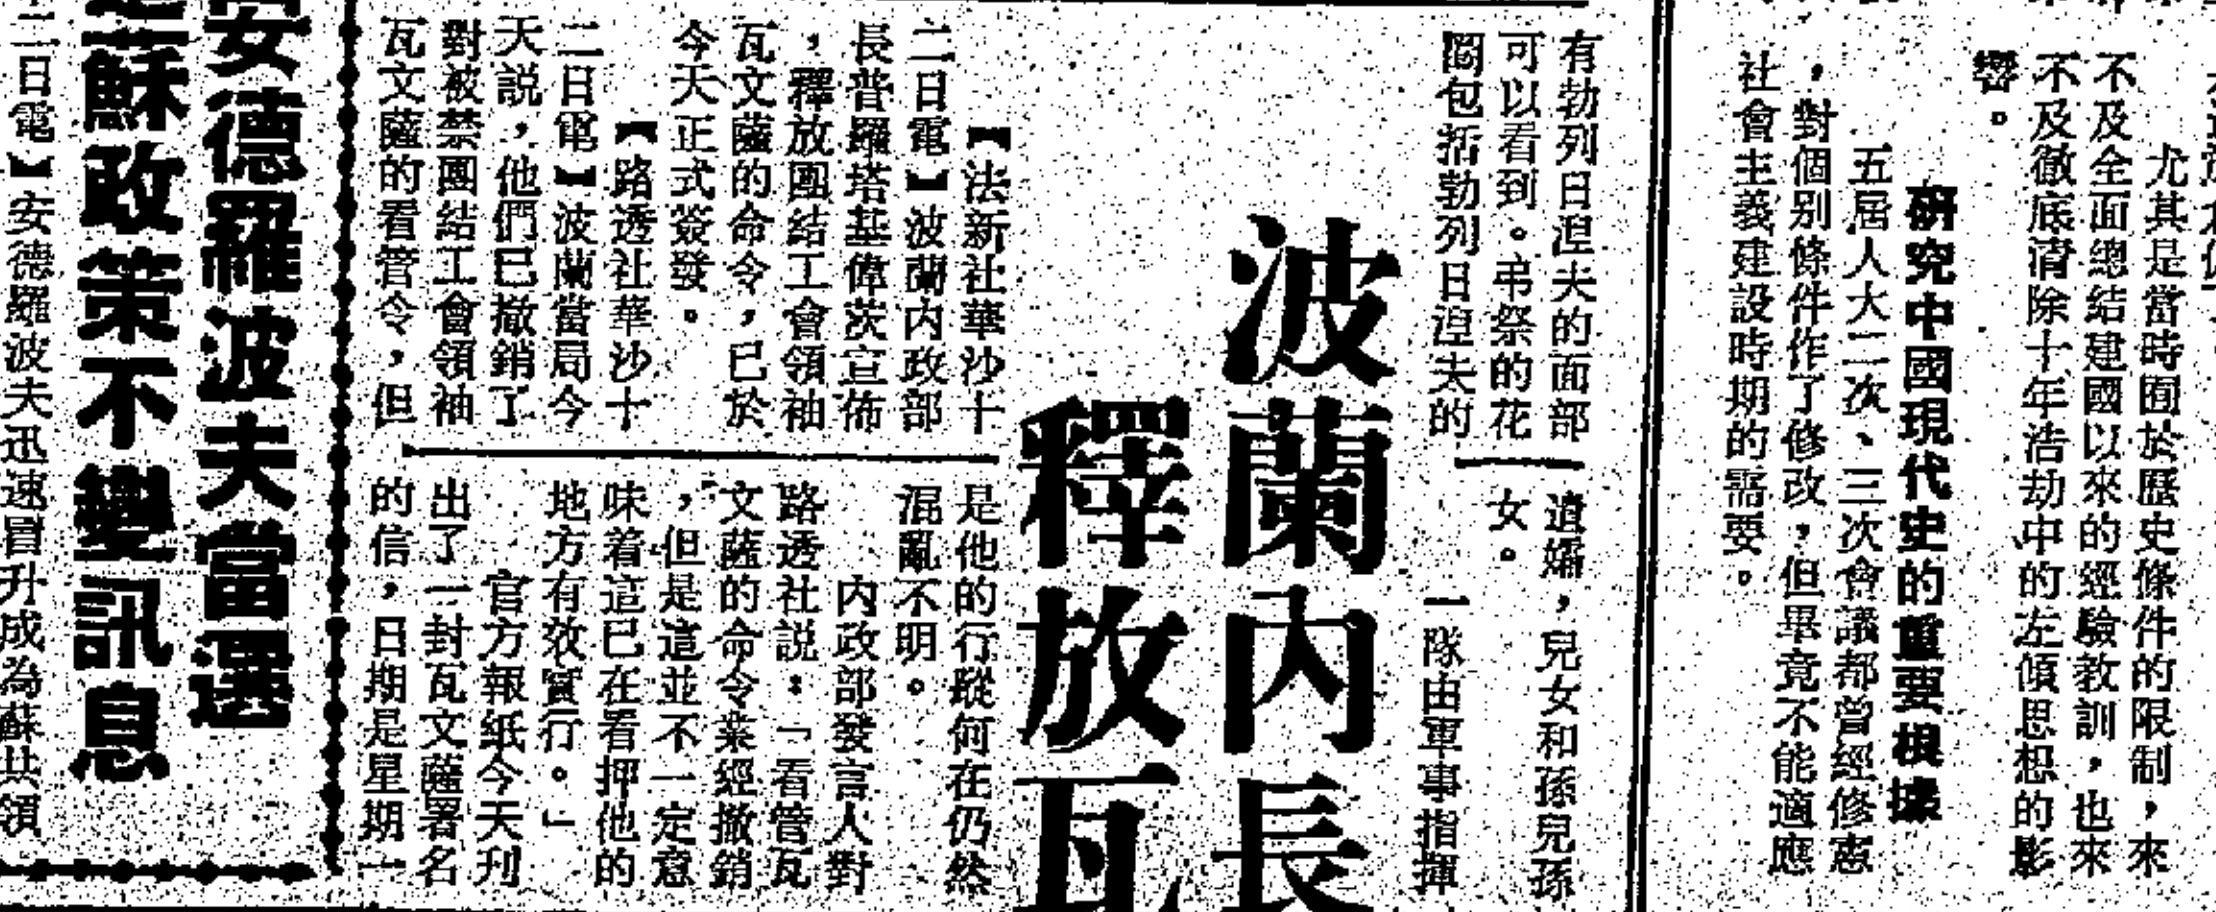 尤其是當時囿於歷史條件的限制，來
不及全面總結建國以來的經驗教訓，也來
不及徹底清除十年浩劫中的左傾思想的影
響。
研究中國現代史的重要根據
五屆人大二次、三次會議都曾經修憲
，對個別條件作了修改，但畢竟不能適應
社會主義建設時期的需要。
有勃列日涅夫的面部
可以看到。弔祭的花
圈包括勃列日涅夫的
遺孀，兒女和孫兒孫
女。
一隊由軍事指揮
波蘭內長
釋放瓦
【法新社華沙十
二日電】波蘭內政部
長普羅塔基偉茨宣佈
，釋放團結工會領袖
瓦文薩的命令，已於
今天正式簽發。
【路透社華沙十
二日電】波蘭當局今
天説，他們已撤銷了
對被禁團結工會領袖
瓦文薩的看管令，但
是他的行蹤何在仍然
混亂不明。
內政部發言人對
路透社説：「看管瓦
文薩的命令業經撤銷
，但是這並不一定意
味着這已在看押他的
地方有效實行。」
官方報紙今天刊
出了一封瓦文薩署名
的信，日期是星期一
安德羅波夫當選
蘇政策不變訊息
二日電】安德羅波夫迅速冒升成為蘇共領